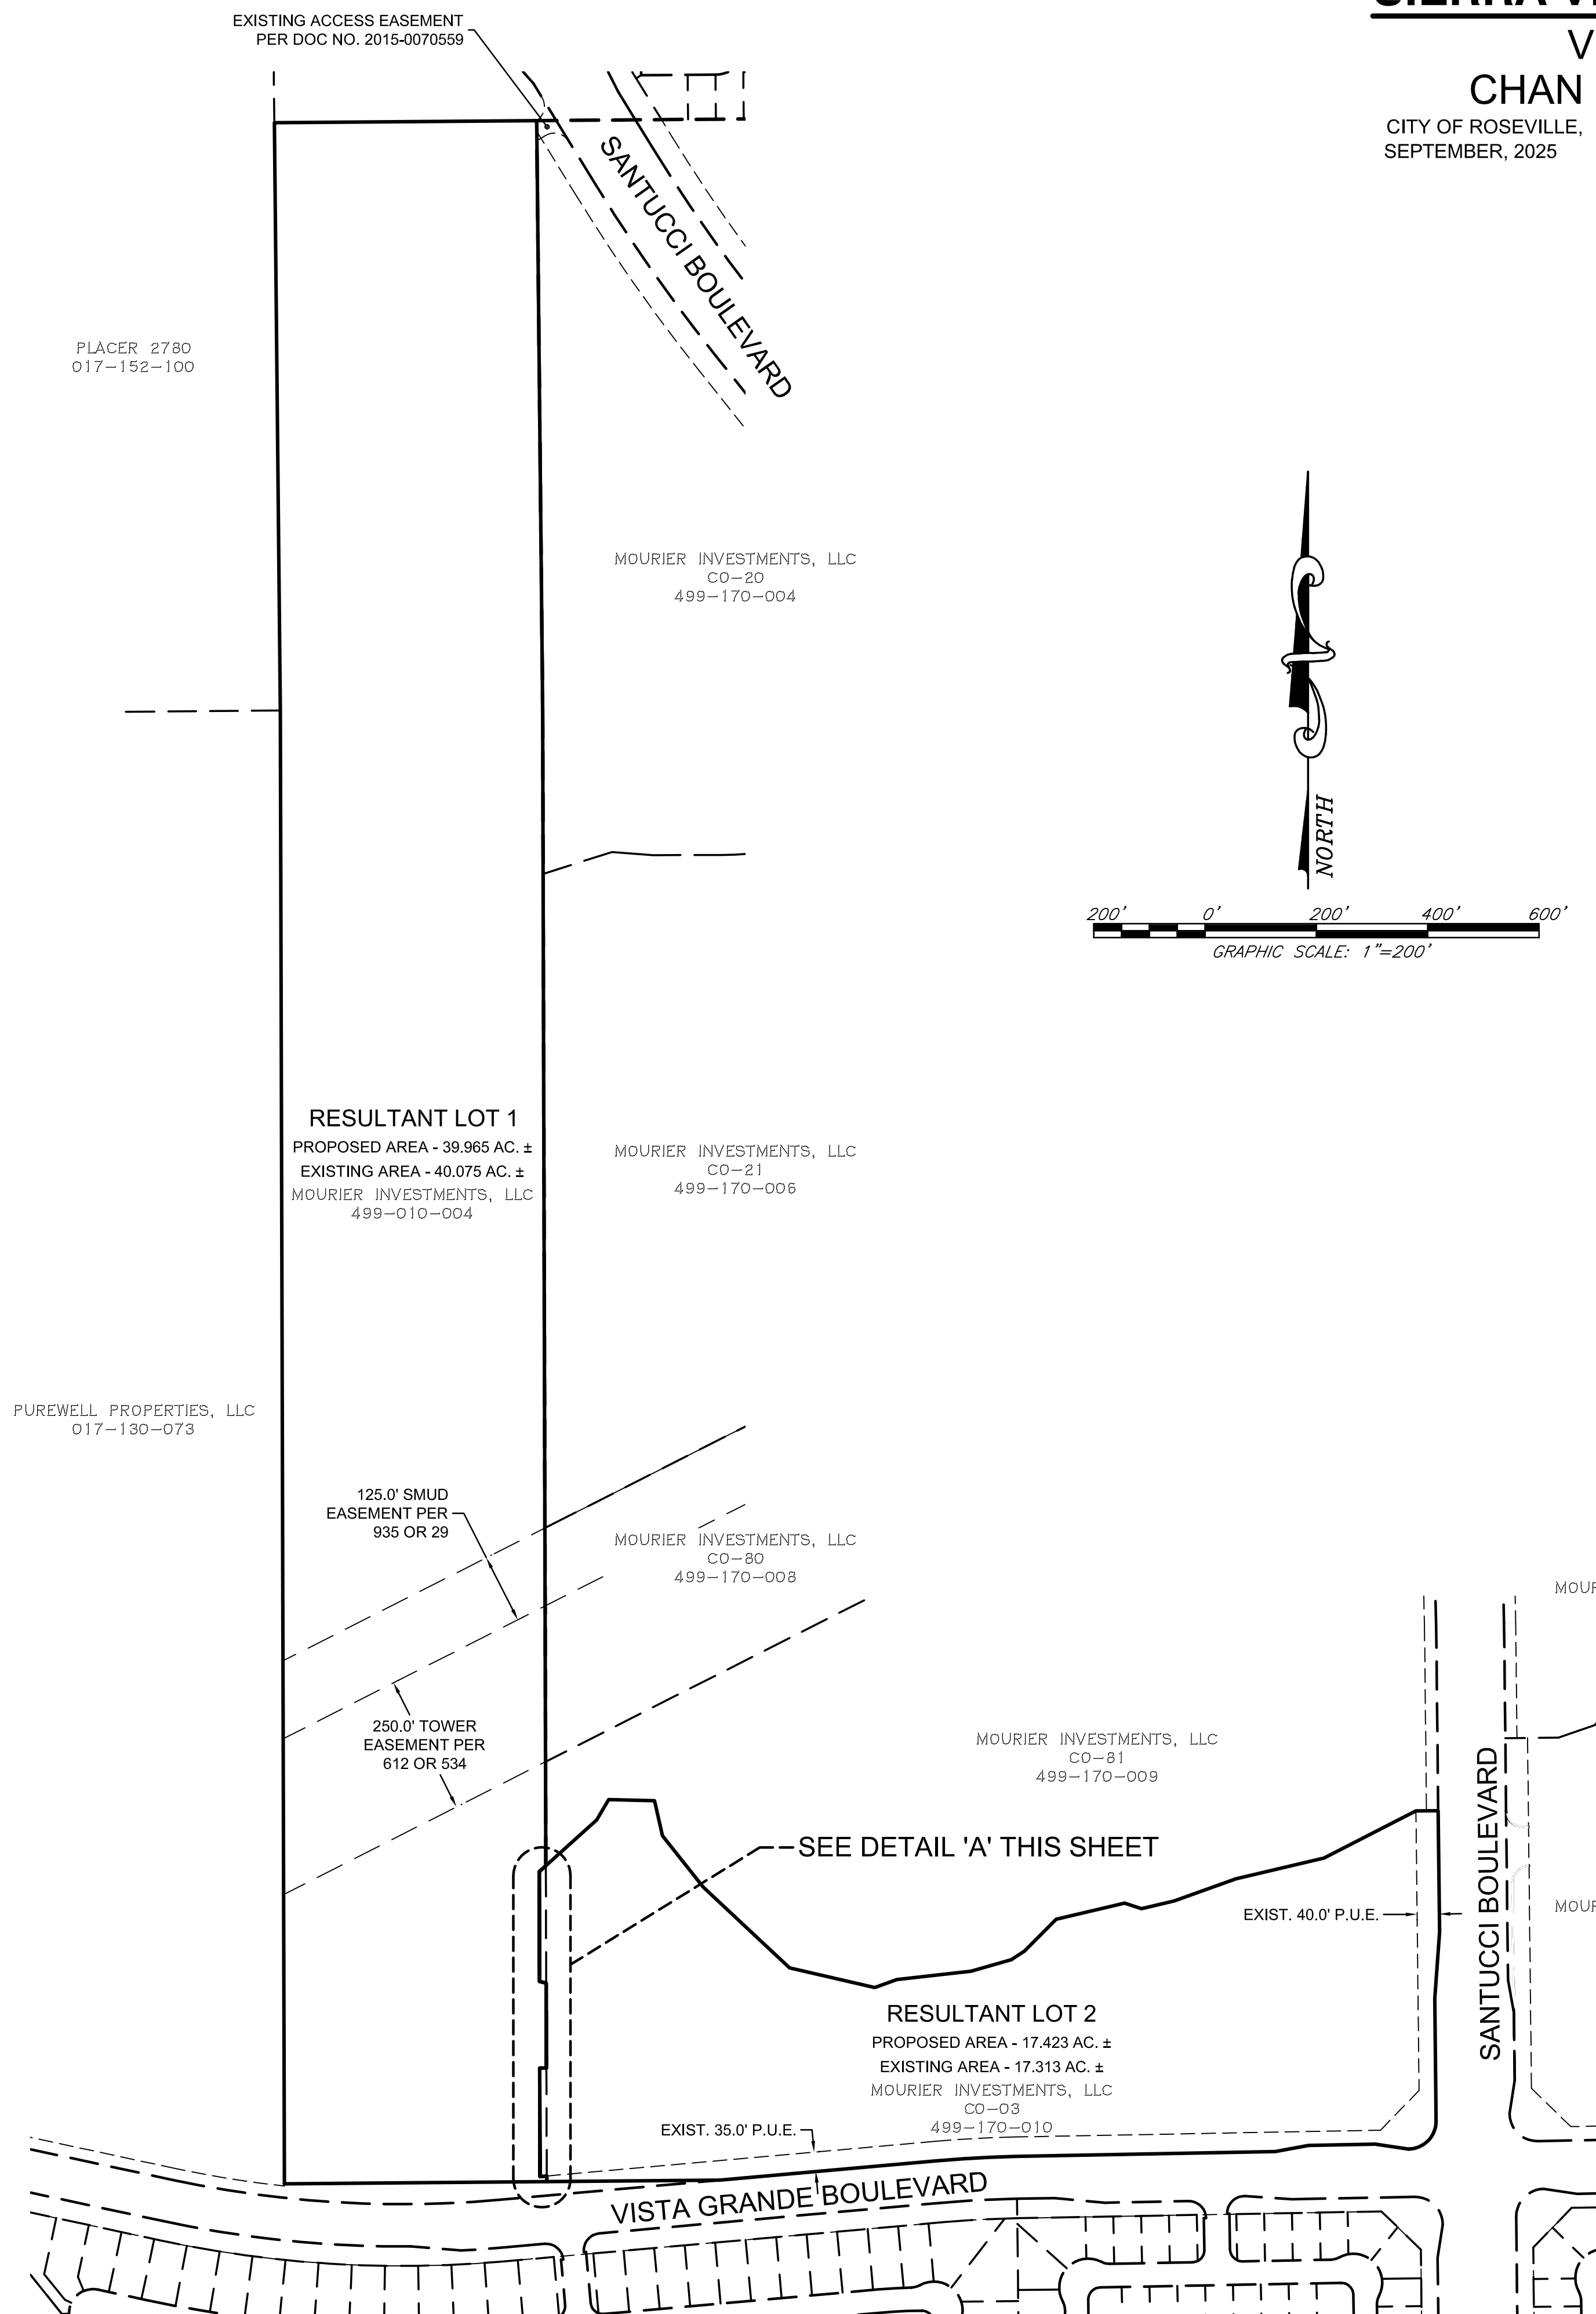 EXISTING ACCESS EASEMENT
PER DOC NO. 2015-0070559
CHAN
CITY OF ROSEVILLE,
SEPTEMBER, 2025
SANTUCCI BOULEVARD
PLACER 2780
017-152-100
MOURIER INVESTMENTS, LLC
CO-20
499-170-004
NORTH
200' 0' 200' 400' 600'
GRAPHIC SCALE: 1"=200'
RESULTANT LOT 1
PROPOSED AREA - 39.965 AC. ±
EXISTING AREA - 40.075 AC. ±
MOURIER INVESTMENTS, LLC
499-010-004
MOURIER INVESTMENTS, LLC
CO-21
499-170-006
PUREWELL PROPERTIES, LLC
017-130-073
125.0' SMUD
EASEMENT PER
935 OR 29
MOURIER INVESTMENTS, LLC
CO-80
499-170-008
MOUR
250.0' TOWER
EASEMENT PER
612 OR 534
MOURIER INVESTMENTS, LLC
CO-81
499-170-009
SEE DETAIL 'A' THIS SHEET
SANTUCCI BOULEVARD
EXIST. 40.0' P.U.E.
MOUR
RESULTANT LOT 2
PROPOSED AREA - 17.423 AC. ±
EXISTING AREA - 17.313 AC. ±
MOURIER INVESTMENTS, LLC
CO-03
499-170-010
EXIST. 35.0' P.U.E.
VISTA GRANDE BOULEVARD